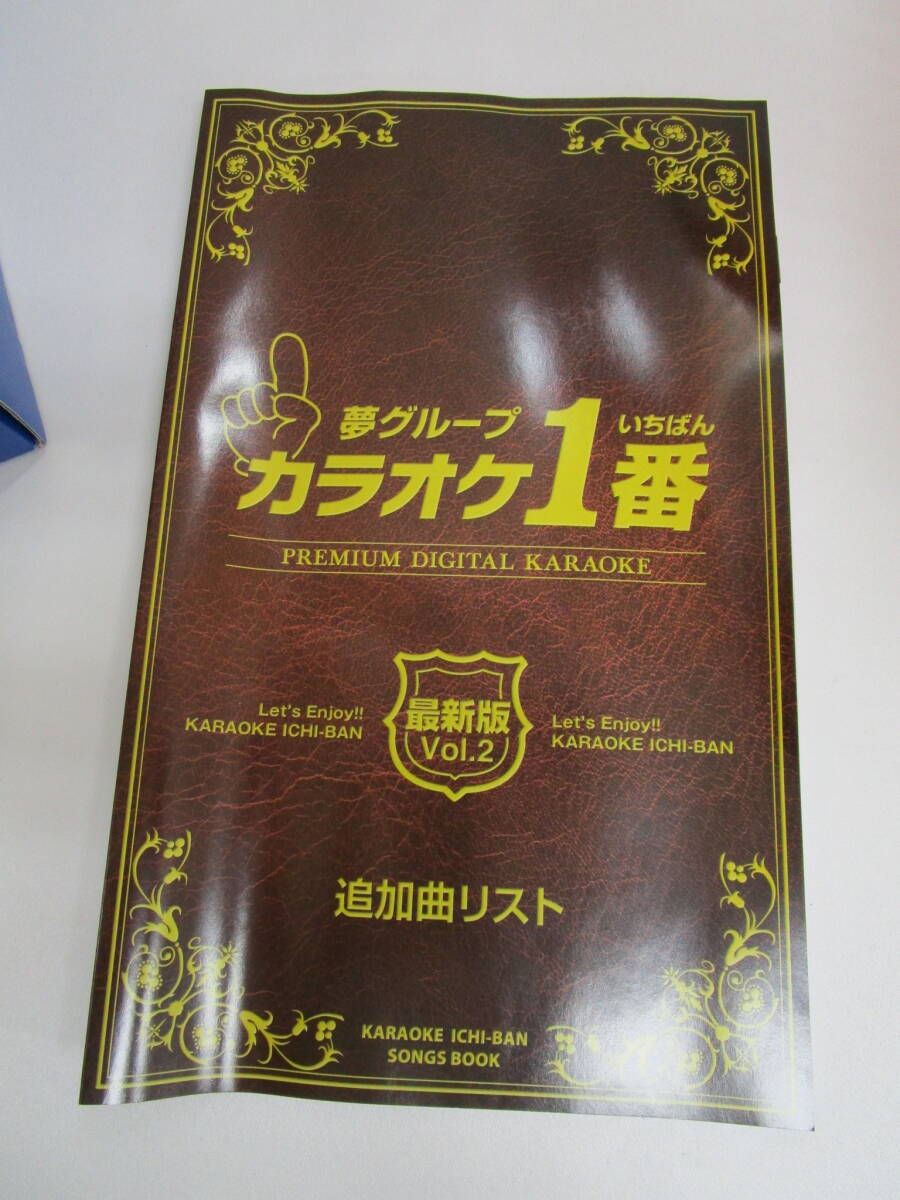 夢グループ
いちばん
カラオケ1番
PREMIUM DIGITAL KARAOKE
Let's Enjoy!!
KARAOKE ICHI-BAN
最新版
Vol.2
Let's Enjoy!!
KARAOKE ICHI-BAN
追加曲リスト
KARAOKE ICHI-BAN
SONGS BOOK